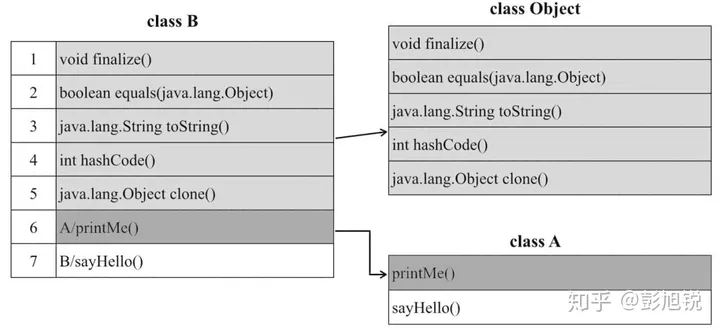 class B
1 void finalize()
2 boolean equals(java.lang.Object)
3 java.lang.String toString()
4 int hashCode()
5 java.lang.Object clone()
6 A/printMe()
7 B/sayHello()
class Object
void finalize()
boolean equals(java.lang.Object)
java.lang.String toString()
int hashCode()
java.lang.Object clone()
class A
printMe()
sayHello()
知乎 @彭旭锐